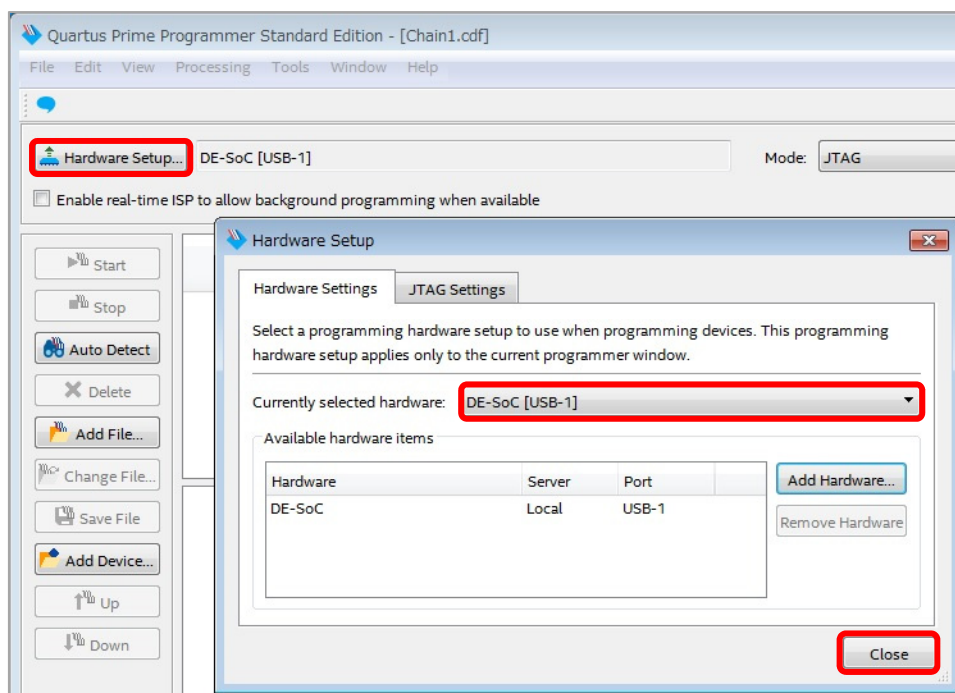 Quartus Prime Programmer Standard Edition - [Chain1.cdf]
File Edit View Processing Tools Window Help
Hardware Setup... DE-SoC [USB-1] Mode: JTAG
Enable real-time ISP to allow background programming when available
Start
Stop
Auto Detect
Delete
Add File...
Change File...
Save File
Add Device...
Up
Down
Hardware Setup
Hardware Settings JTAG Settings
Select a programming hardware setup to use when programming devices. This programming
hardware setup applies only to the current programmer window.
Currently selected hardware: DE-SoC [USB-1]
Available hardware items
Hardware Server Port
DE-SoC Local USB-1
Add Hardware...
Remove Hardware
Close